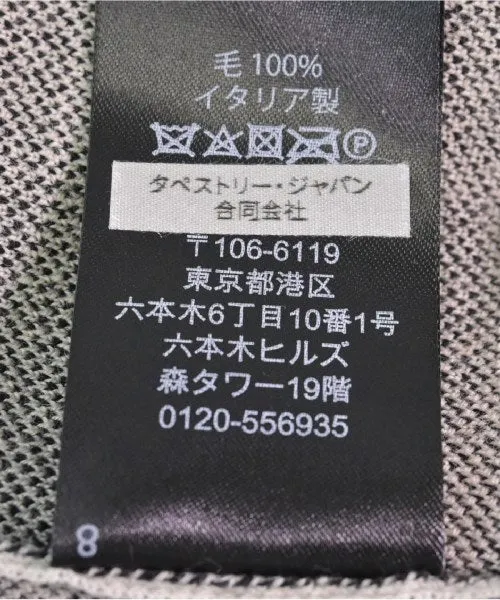 毛 100%
イタリア製
タペストリー・ジャパン
合同会社
〒106-6119
東京都港区
六本木6丁目10番1号
六本木ヒルズ
森タワー19階
0120-556935
8